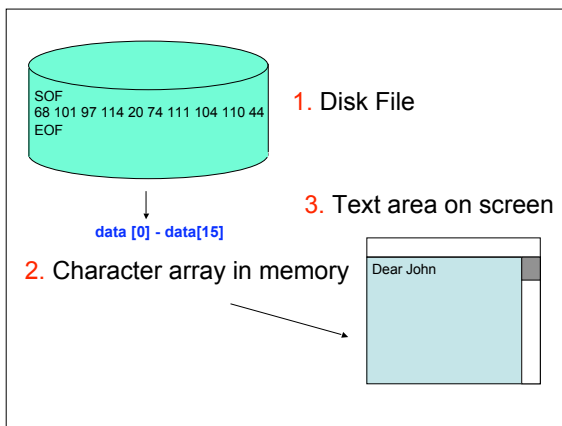 SOF
68 101 97 114 20 74 111 104 110 44
EOF
1. Disk File
data [0] - data[15]
2. Character array in memory
3. Text area on screen
Dear John